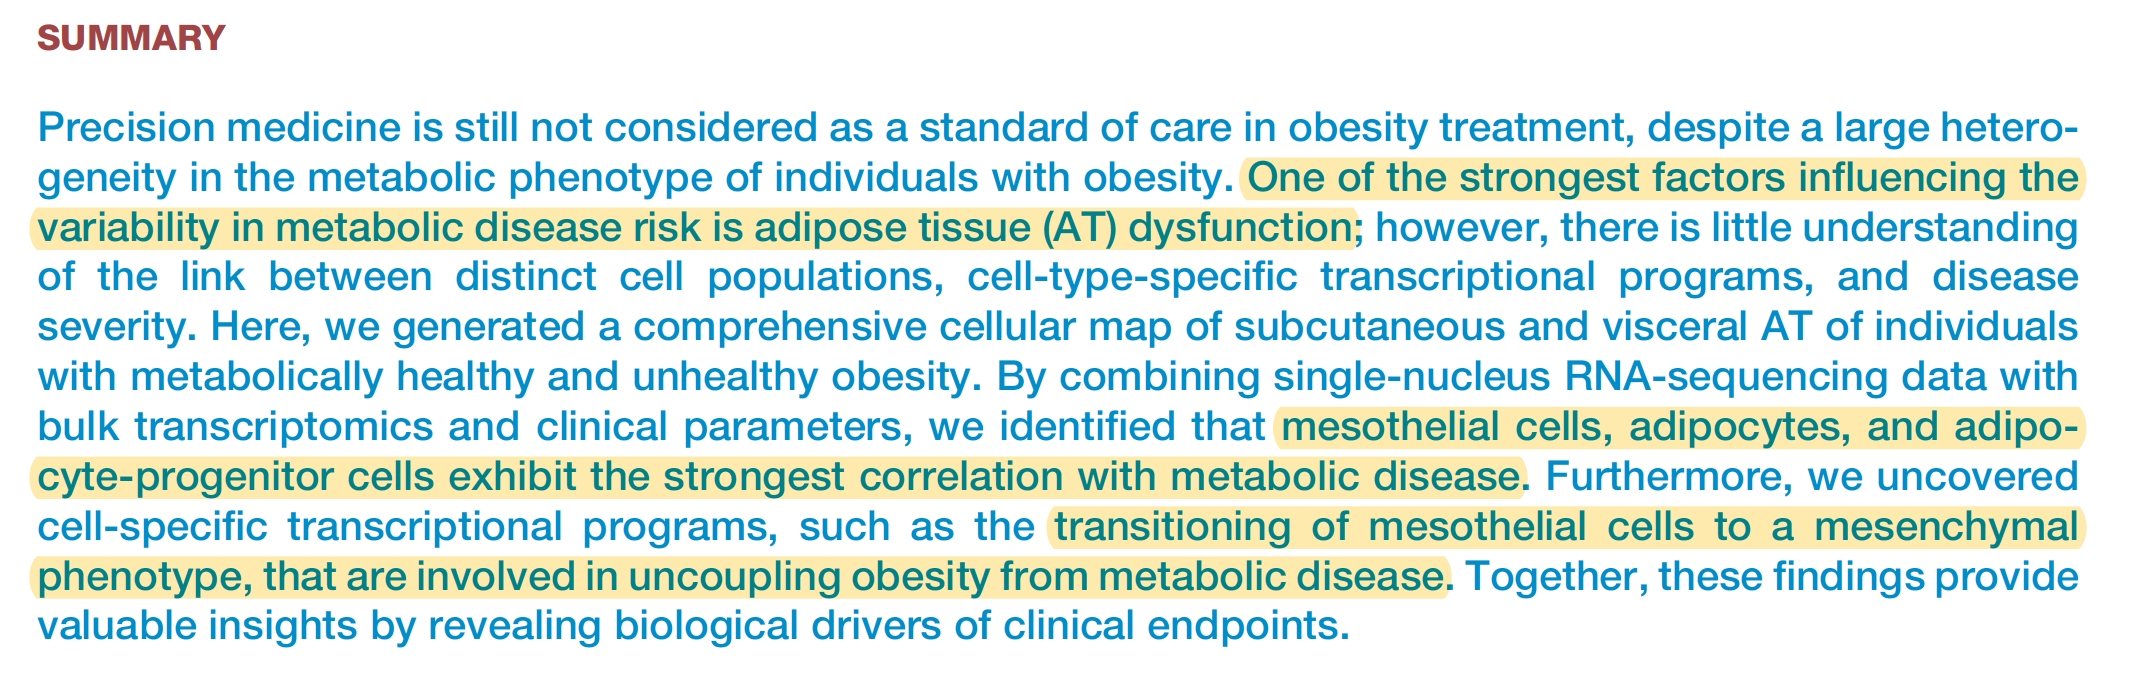 SUMMARY
Precision medicine is still not considered as a standard of care in obesity treatment, despite a large hetero-
geneity in the metabolic phenotype of individuals with obesity. One of the strongest factors influencing the
variability in metabolic disease risk is adipose tissue (AT) dysfunction; however, there is little understanding
of the link between distinct cell populations, cell-type-specific transcriptional programs, and disease
severity. Here, we generated a comprehensive cellular map of subcutaneous and visceral AT of individuals
with metabolically healthy and unhealthy obesity. By combining single-nucleus RNA-sequencing data with
bulk transcriptomics and clinical parameters, we identified that mesothelial cells, adipocytes, and adipo-
cyte-progenitor cells exhibit the strongest correlation with metabolic disease. Furthermore, we uncovered
cell-specific transcriptional programs, such as the transitioning of mesothelial cells to a mesenchymal
phenotype, that are involved in uncoupling obesity from metabolic disease. Together, these findings provide
valuable insights by revealing biological drivers of clinical endpoints.